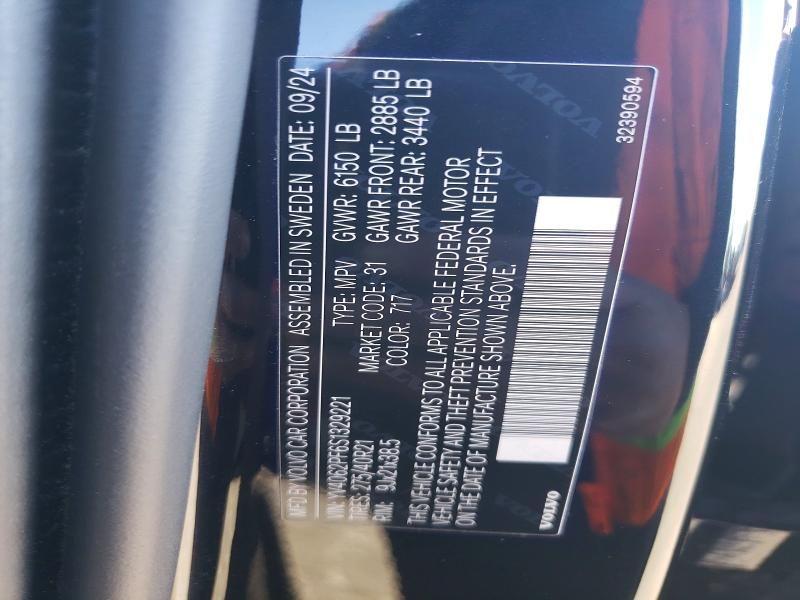 MFD BY VOLVO CAR CORPORATION ASSEMBLED IN SWEDEN DATE: 09/24
VIN: YV4062PF6S1329221 TYPE: MPV GVWR: 6150 LB
TIRES: 275/40R21 MARKET CODE: 31 GAWR FRONT: 2885 LB
RIM: 9Jx21x38.5 COLOR: 717 GAWR REAR: 3440 LB
THIS VEHICLE CONFORMS TO ALL APPLICABLE FEDERAL MOTOR
VEHICLE SAFETY AND THEFT PREVENTION STANDARDS IN EFFECT
ON THE DATE OF MANUFACTURE SHOWN ABOVE.
VOLVO 32390594